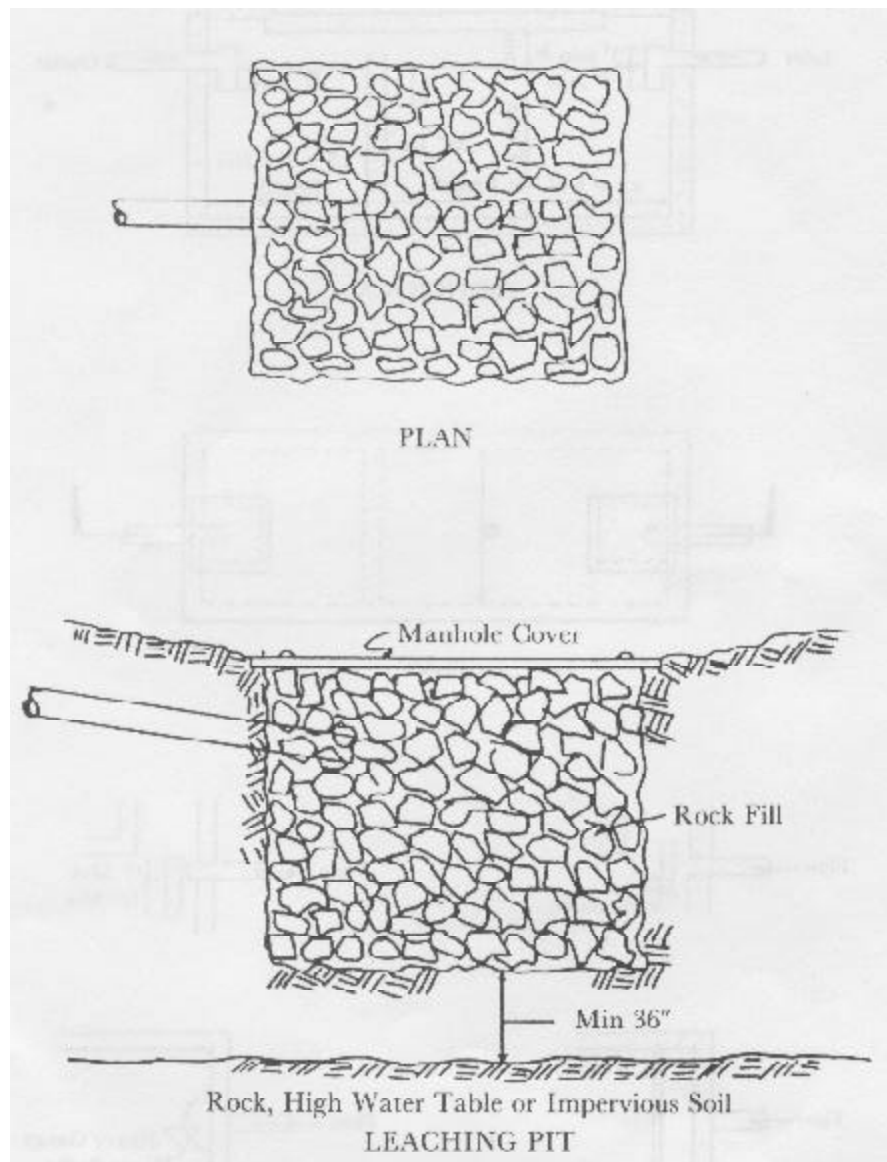 PLAN
Manhole Cover
Rock Fill
Min 36"
Rock, High Water Table or Impervious Soil
LEACHING PIT